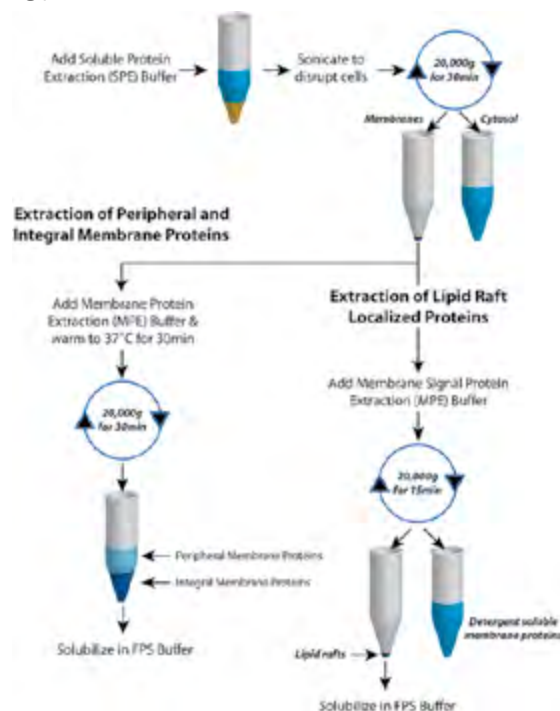 Add Soluble Protein
Extraction (SPE) Buffer
Sonicate to
disrupt cells
20,000g
for 30min
Membranes
Cytosol
Extraction of Peripheral and
Integral Membrane Proteins
Add Membrane Protein
Extraction (MPE) Buffer &
warm to 37°C for 30min
20,000g
for 30min
Peripheral Membrane Proteins
Integral Membrane Proteins
Solubilize in FPS Buffer
Extraction of Lipid Raft
Localized Proteins
Add Membrane Signal Protein
Extraction (MPE) Buffer
20,000g
for 15min
Detergent soluble
membrane proteins
Lipid rafts
Solubilize in FPS Buffer